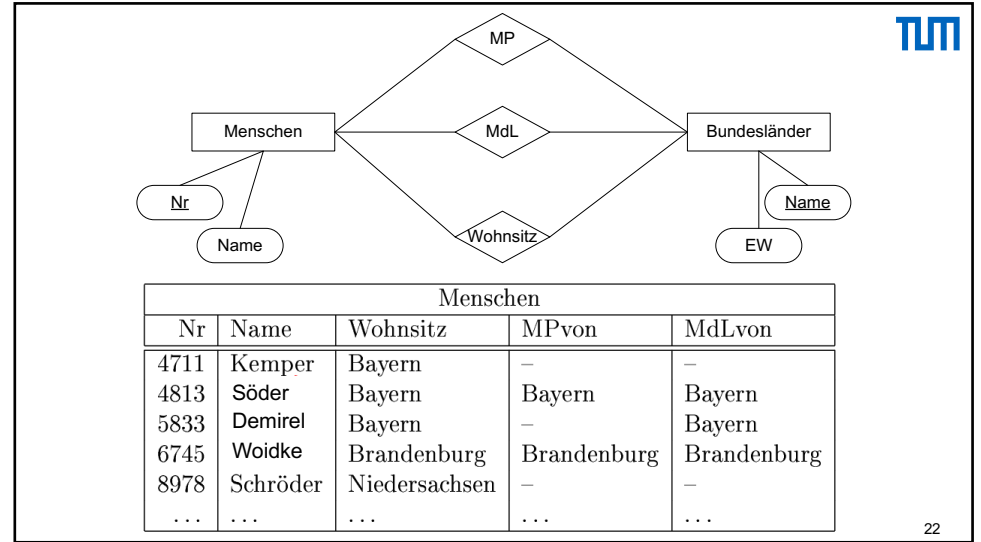 MP
TUM
Menschen
MdL
Bundesländer
Nr
Name
Name
Wohnsitz
EW
Menschen
Nr Name Wohnsitz MPvon MdLvon
4711 Kemper Bayern – –
4813 Söder Bayern Bayern Bayern
5833 Demirel Bayern – Bayern
6745 Woidke Brandenburg Brandenburg Brandenburg
8978 Schröder Niedersachsen – –
... ... ... ... ...
22